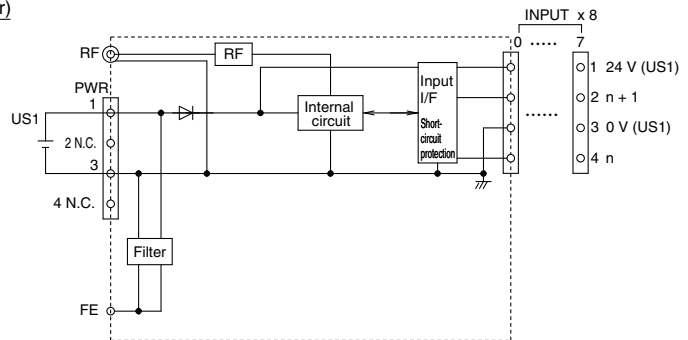 r)
INPUT x 8
0 ..... 7
RF
RF
PWR
1
US1
2 N.C.
3
4 N.C.
Internal
circuit
Input
I/F
Short-
circuit
protection
......
1 24 V (US1)
2 n + 1
3 0 V (US1)
4 n
Filter
FE